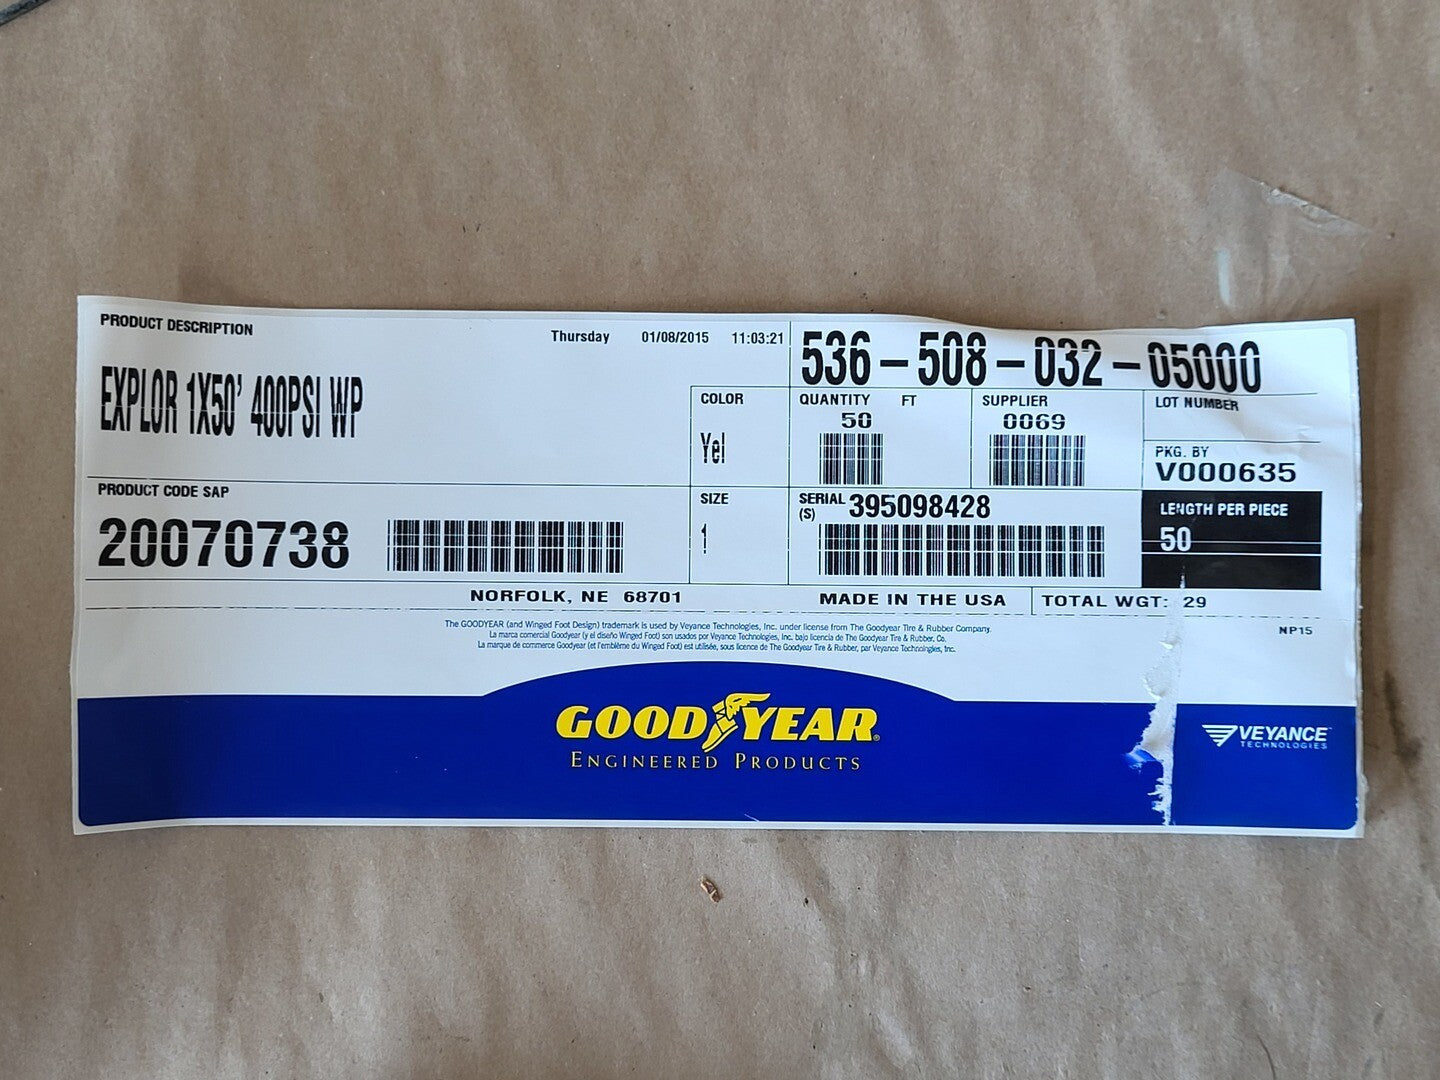 PRODUCT DESCRIPTION
Thursday 01/08/2015 11:03:21
536-508-032-05000
EXPLOR 1X50' 400PSI WP
COLOR
Yel
QUANTITY FT
50
SUPPLIER
0069
LOT NUMBER
PKG. BY
V000635
PRODUCT CODE SAP
20070738
SIZE
1
SERIAL
(S)
395098428
LENGTH PER PIECE
50
NORFOLK, NE 68701
MADE IN THE USA
TOTAL WGT: 29
The GOODYEAR (and Winged Foot Design) trademark is used by Veyance Technologies, Inc. under license from The Goodyear Tire & Rubber Company.
La marca comercial Goodyear (y el diseño Winged Foot) son usados por Veyance Technologies, Inc. bajo licencia de The Goodyear Tire & Rubber. Co.
La marque de commerce Goodyear (et l'emblème du Winged Foot) est utilisée, sous licence de The Goodyear Tire & Rubber, par Veyance Technologies, Inc.
NP15
GOODYEAR®
ENGINEERED PRODUCTS
VEYANCE™
TECHNOLOGIES